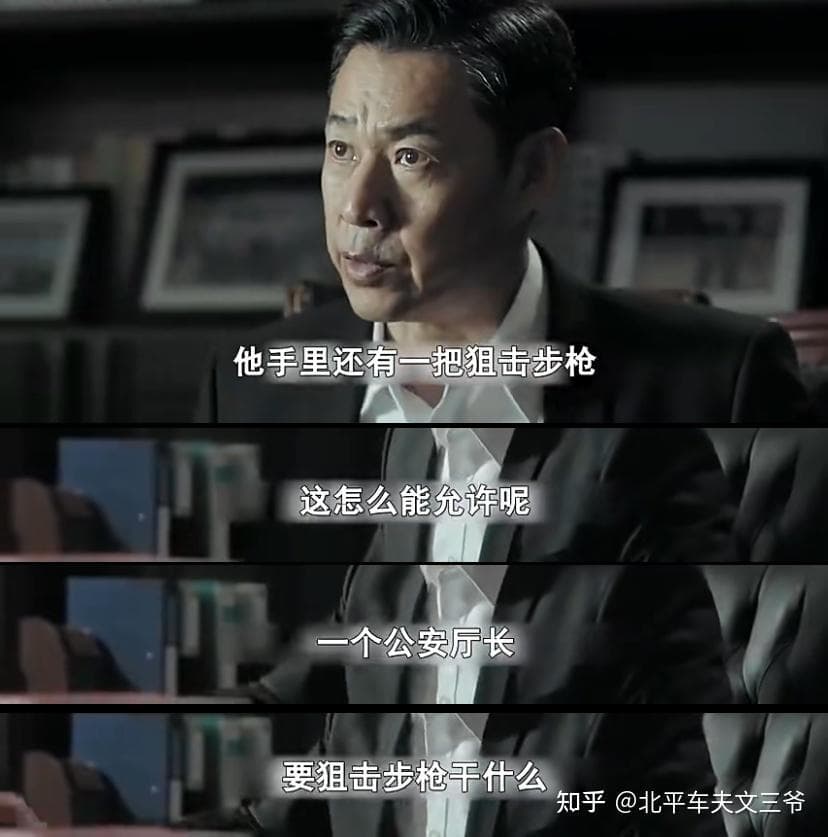 他手里还有一把狙击步枪
这怎么能允许呢
一个公安厅长
要狙击步枪干什么
知乎 @北平车夫文三爷